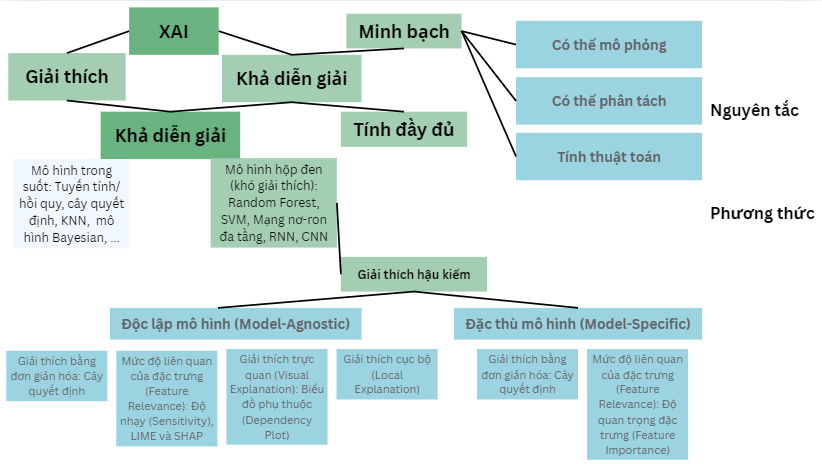 XAI
Minh bạch
Có thể mô phỏng
Giải thích
Khả diễn giải
Có thể phân tách
Nguyên tắc
Khả diễn giải
Tính đầy đủ
Tính thuật toán
Mô hình trong
suốt: Tuyến tính/
hồi quy, cây quyết
định, KNN, mô
hình Bayesian, ...
Mô hình hộp đen
(khó giải thích):
Random Forest,
SVM, Mạng nơ-ron
đa tầng, RNN, CNN
Phương thức
Giải thích hậu kiểm
Độc lập mô hình (Model-Agnostic)
Đặc thù mô hình (Model-Specific)
Giải thích bằng
đơn giản hóa: Cây
quyết định
Mức độ liên quan
của đặc trưng
(Feature
Relevance): Độ
nhạy (Sensitivity),
LIME và SHAP
Giải thích trực
quan (Visual
Explanation): Biểu
đồ phụ thuộc
(Dependency
Plot)
Giải thích cục bộ
(Local
Explanation)
Giải thích bằng
đơn giản hóa: Cây
quyết định
Mức độ liên quan
của đặc trưng
(Feature
Relevance): Độ
quan trọng đặc
trưng (Feature
Importance)